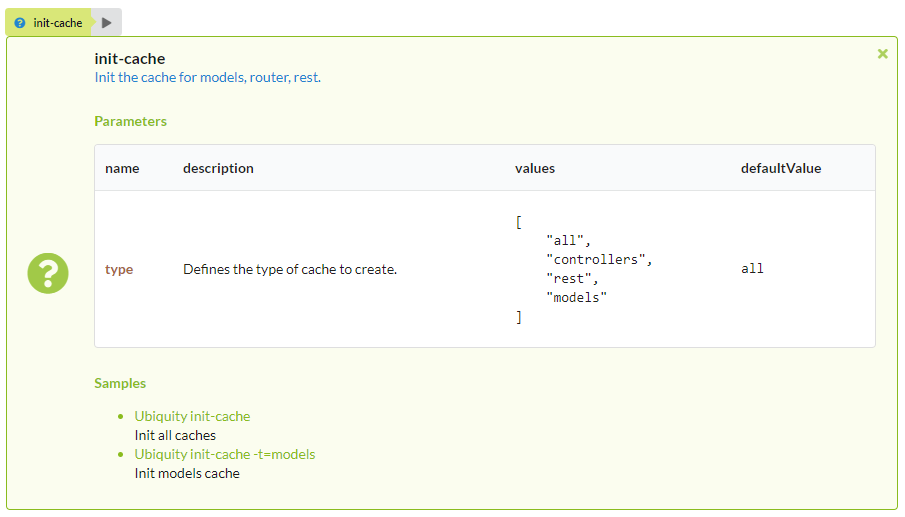 init-cache
init-cache
Init the cache for models, router, rest.
Parameters
name description values defaultValue
[
"all",
"controllers",
"rest",
"models"
]
type Defines the type of cache to create. all
Samples
Ubiquity init-cache
Init all caches
Ubiquity init-cache -t=models
Init models cache